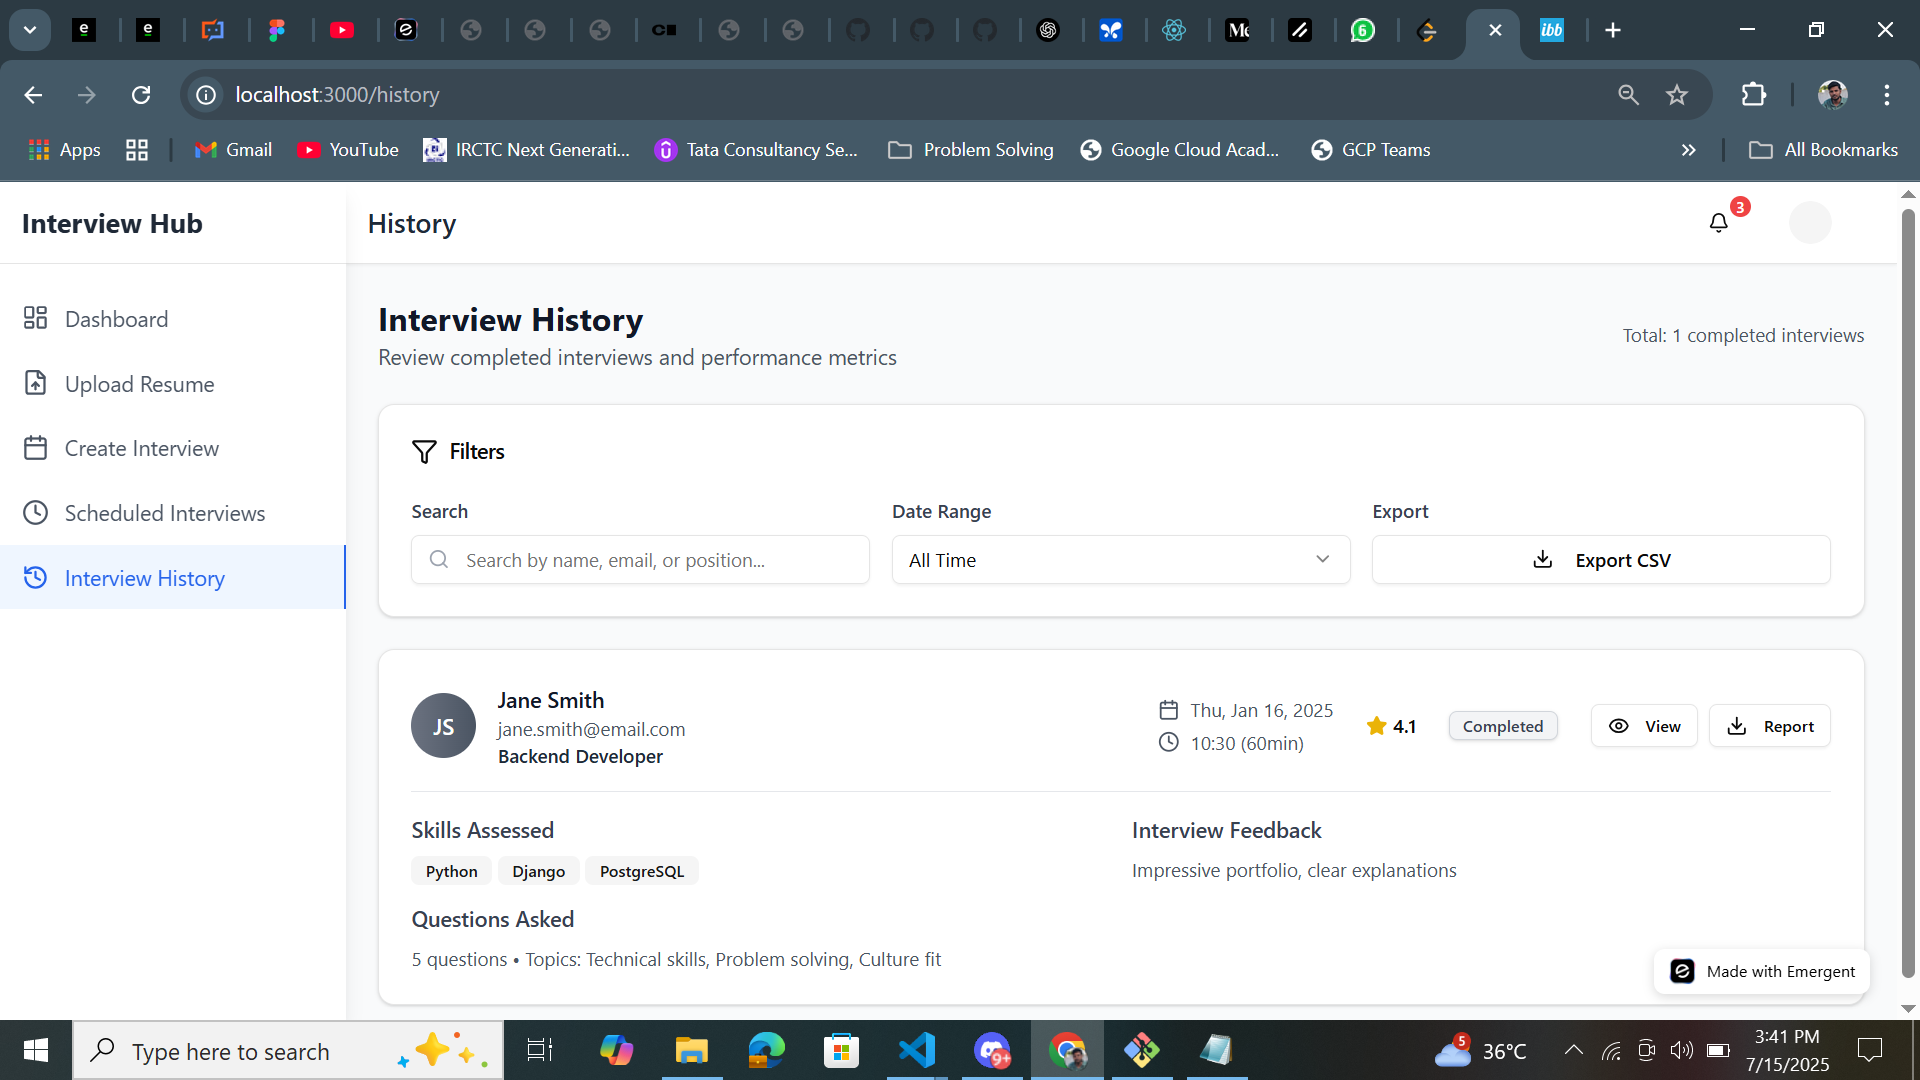 localhost:3000/history
Apps
Gmail
YouTube
IRCTC Next Generati...
Tata Consultancy Se...
Problem Solving
Google Cloud Acad...
GCP Teams
All Bookmarks
Interview Hub
History
3
Dashboard
Upload Resume
Create Interview
Scheduled Interviews
Interview History
Interview History
Review completed interviews and performance metrics
Total: 1 completed interviews
Filters
Search
Date Range
Export
Search by name, email, or position...
All Time
Export CSV
JS
Jane Smith
jane.smith@email.com
Backend Developer
Thu, Jan 16, 2025
10:30 (60min)
4.1
Completed
View
Report
Skills Assessed
Python
Django
PostgreSQL
Interview Feedback
Impressive portfolio, clear explanations
Questions Asked
5 questions • Topics: Technical skills, Problem solving, Culture fit
Made with Emergent
Type here to search
9+
5
36°C
3:41 PM
7/15/2025